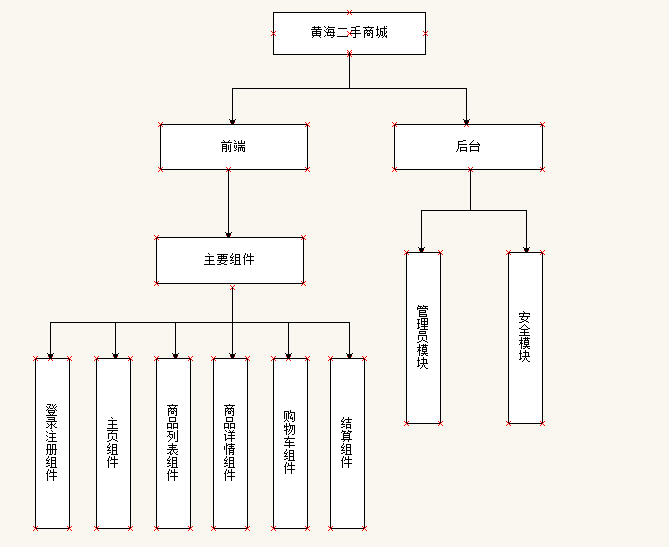 黄海二手商城
前端
后台
主要组件
管理员模块
安全模块
登录注册组件
主页组件
商品列表组件
商品详情组件
购物车组件
结算组件